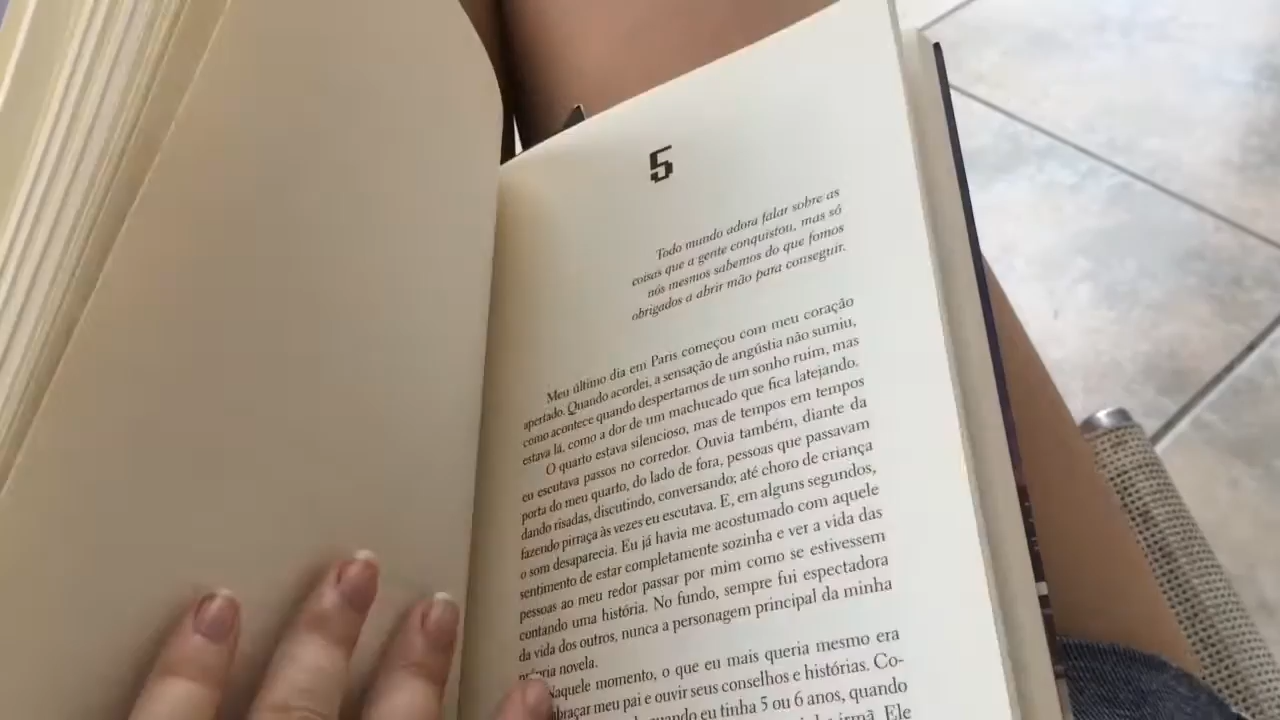 5
Todo mundo adora falar sobre as
coisas que a gente conquistou, mas só
nós mesmos sabemos do que fomos
obrigados a abrir mão para conseguir.
Meu último dia em Paris começou com meu coração
apertado. Quando acordei, a sensação de angústia não sumiu,
como acontece quando despertamos de um sonho ruim, mas
estava lá, como a dor de um machucado que fica latejando.
O quarto estava silencioso, mas de tempos em tempos
eu escutava passos no corredor. Ouvia também, diante da
porta do meu quarto, do lado de fora, pessoas que passavam
dando risadas, discutindo, conversando; até choro de criança
fazendo pirraça às vezes eu escutava. E, em alguns segundos,
o som desaparecia. Eu já havia me acostumado com aquele
sentimento de estar completamente sozinha e ver a vida das
pessoas ao meu redor passar por mim como se estivessem
contando uma história. No fundo, sempre fui espectadora
da vida dos outros, nunca a personagem principal da minha
própria novela.
Naquele momento, o que eu mais queria mesmo era
abraçar meu pai e ouvir seus conselhos e histórias. Co-
quando eu tinha 5 ou 6 anos, quando
irmã. Ele